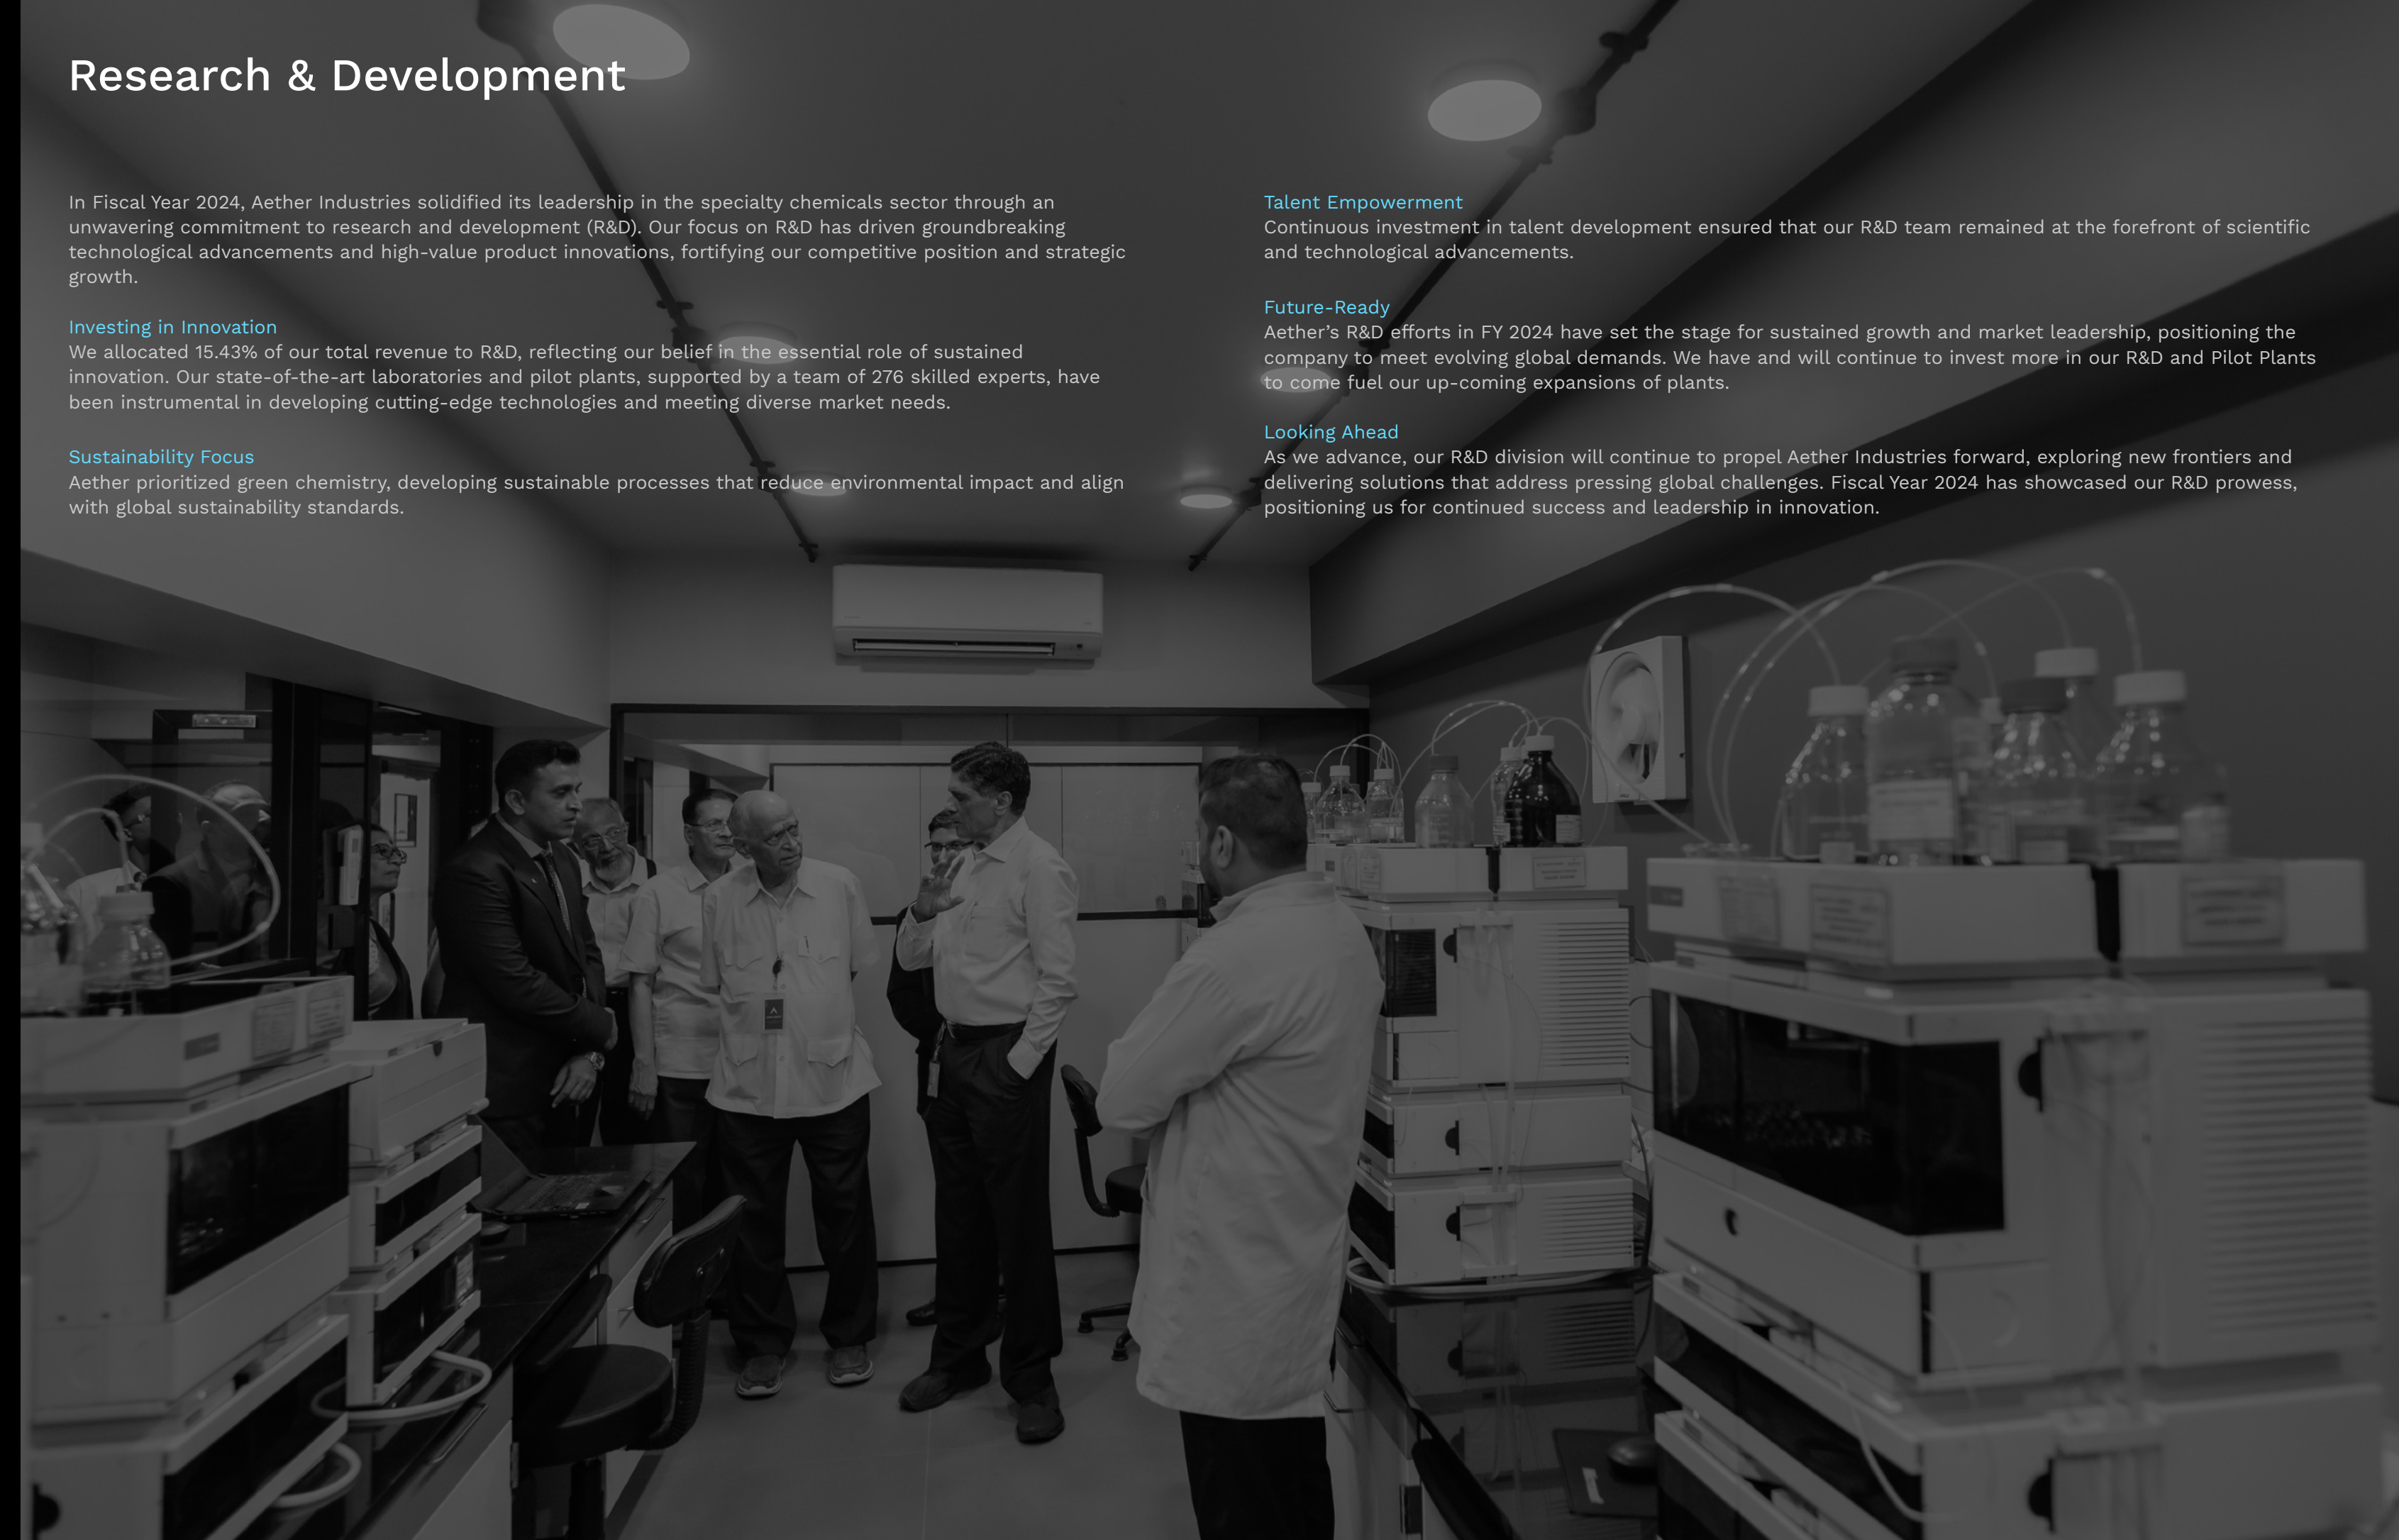 Research & Development
In Fiscal Year 2024, Aether Industries solidified its leadership in the specialty chemicals sector through an
unwavering commitment to research and development (R&D). Our focus on R&D has driven groundbreaking
technological advancements and high-value product innovations, fortifying our competitive position and strategic
growth.
Investing in Innovation
We allocated 15.43% of our total revenue to R&D, reflecting our belief in the essential role of sustained
innovation. Our state-of-the-art laboratories and pilot plants, supported by a team of 276 skilled experts, have
been instrumental in developing cutting-edge technologies and meeting diverse market needs.
Sustainability Focus
Aether prioritized green chemistry, developing sustainable processes that reduce environmental impact and align
with global sustainability standards.
Talent Empowerment
Continuous investment in talent development ensured that our R&D team remained at the forefront of scientific
and technological advancements.
Future-Ready
Aether’s R&D efforts in FY 2024 have set the stage for sustained growth and market leadership, positioning the
company to meet evolving global demands. We have and will continue to invest more in our R&D and Pilot Plants
to come fuel our up-coming expansions of plants.
Looking Ahead
As we advance, our R&D division will continue to propel Aether Industries forward, exploring new frontiers and
delivering solutions that address pressing global challenges. Fiscal Year 2024 has showcased our R&D prowess,
positioning us for continued success and leadership in innovation.